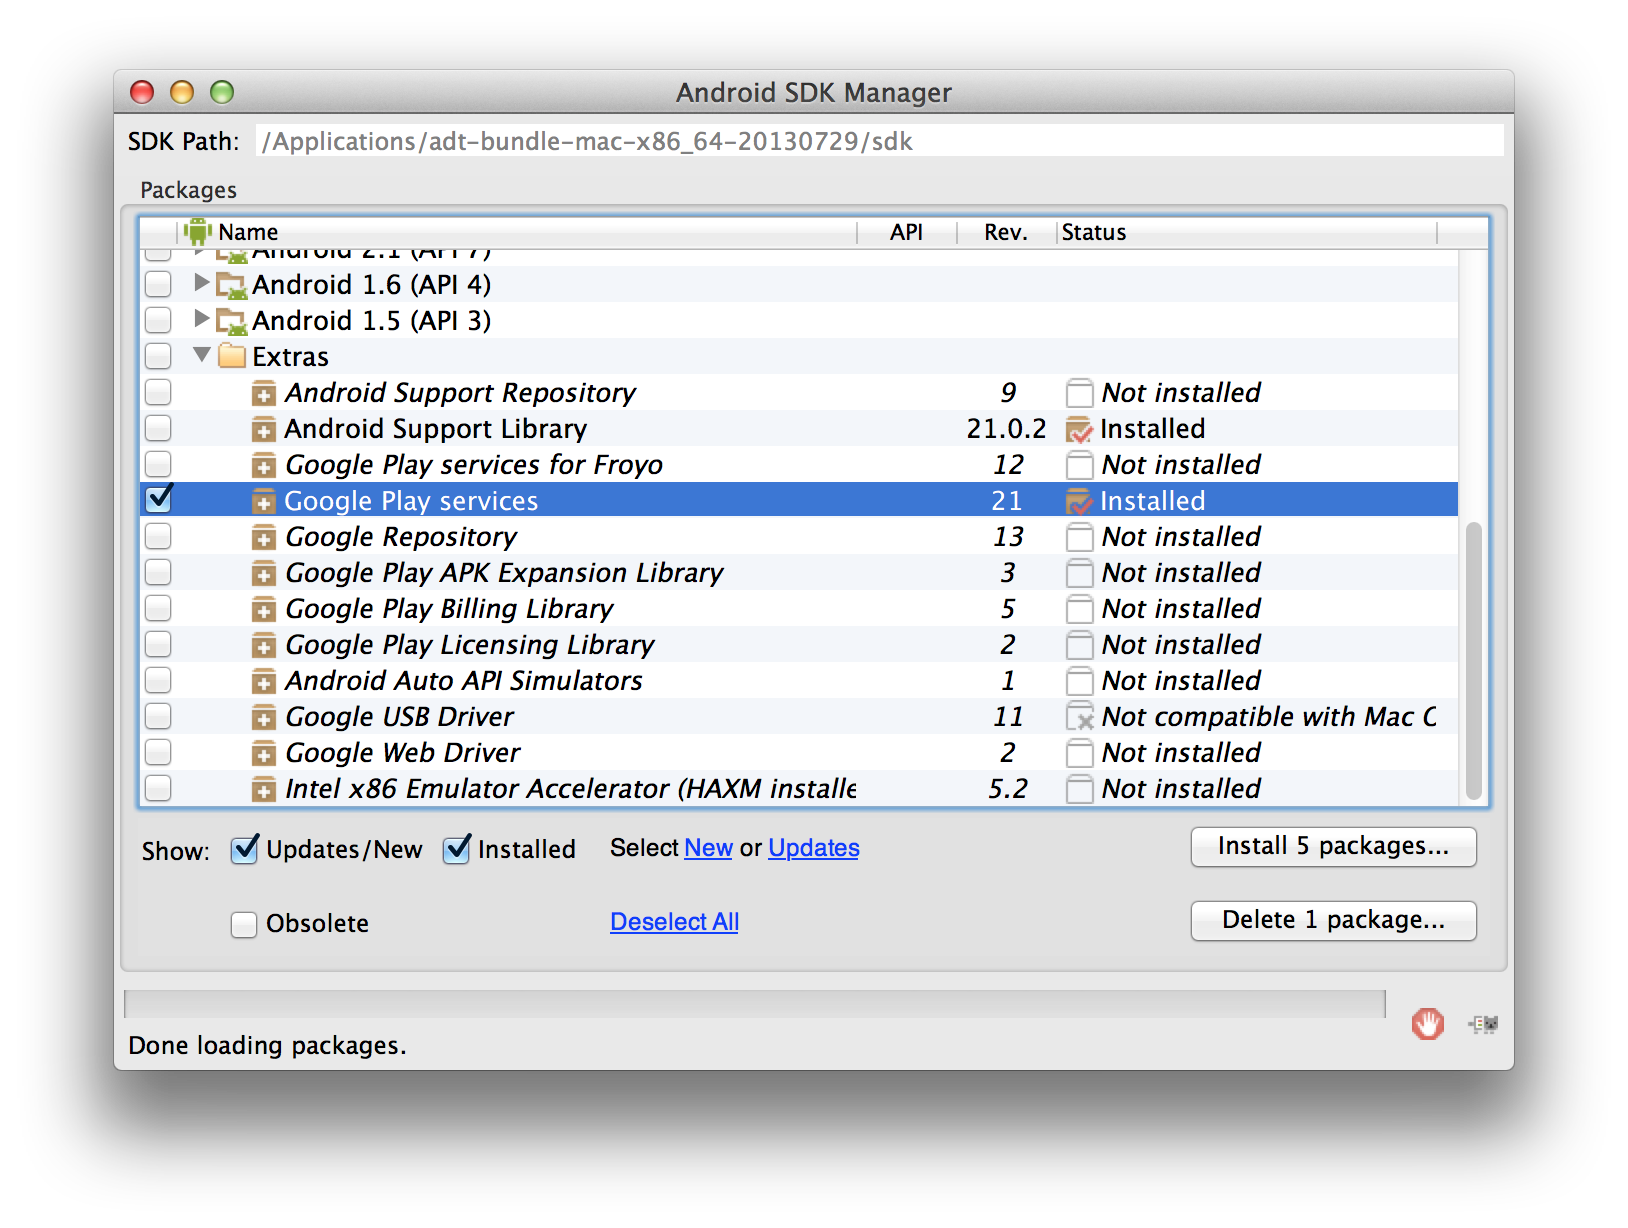 Android SDK Manager
SDK Path: /Applications/adt-bundle-mac-x86_64-20130729/sdk
Packages
Name API Rev. Status
Android 2.1 (API 7)
Android 1.6 (API 4)
Android 1.5 (API 3)
Extras
Android Support Repository 9 Not installed
Android Support Library 21.0.2 Installed
Google Play services for Froyo 12 Not installed
Google Play services 21 Installed
Google Repository 13 Not installed
Google Play APK Expansion Library 3 Not installed
Google Play Billing Library 5 Not installed
Google Play Licensing Library 2 Not installed
Android Auto API Simulators 1 Not installed
Google USB Driver 11 Not compatible with Mac O
Google Web Driver 2 Not installed
Intel x86 Emulator Accelerator (HAXM installe 5.2 Not installed
Show: Updates/New Installed Select New or Updates Install 5 packages...
Obsolete Deselect All Delete 1 package...
Done loading packages.